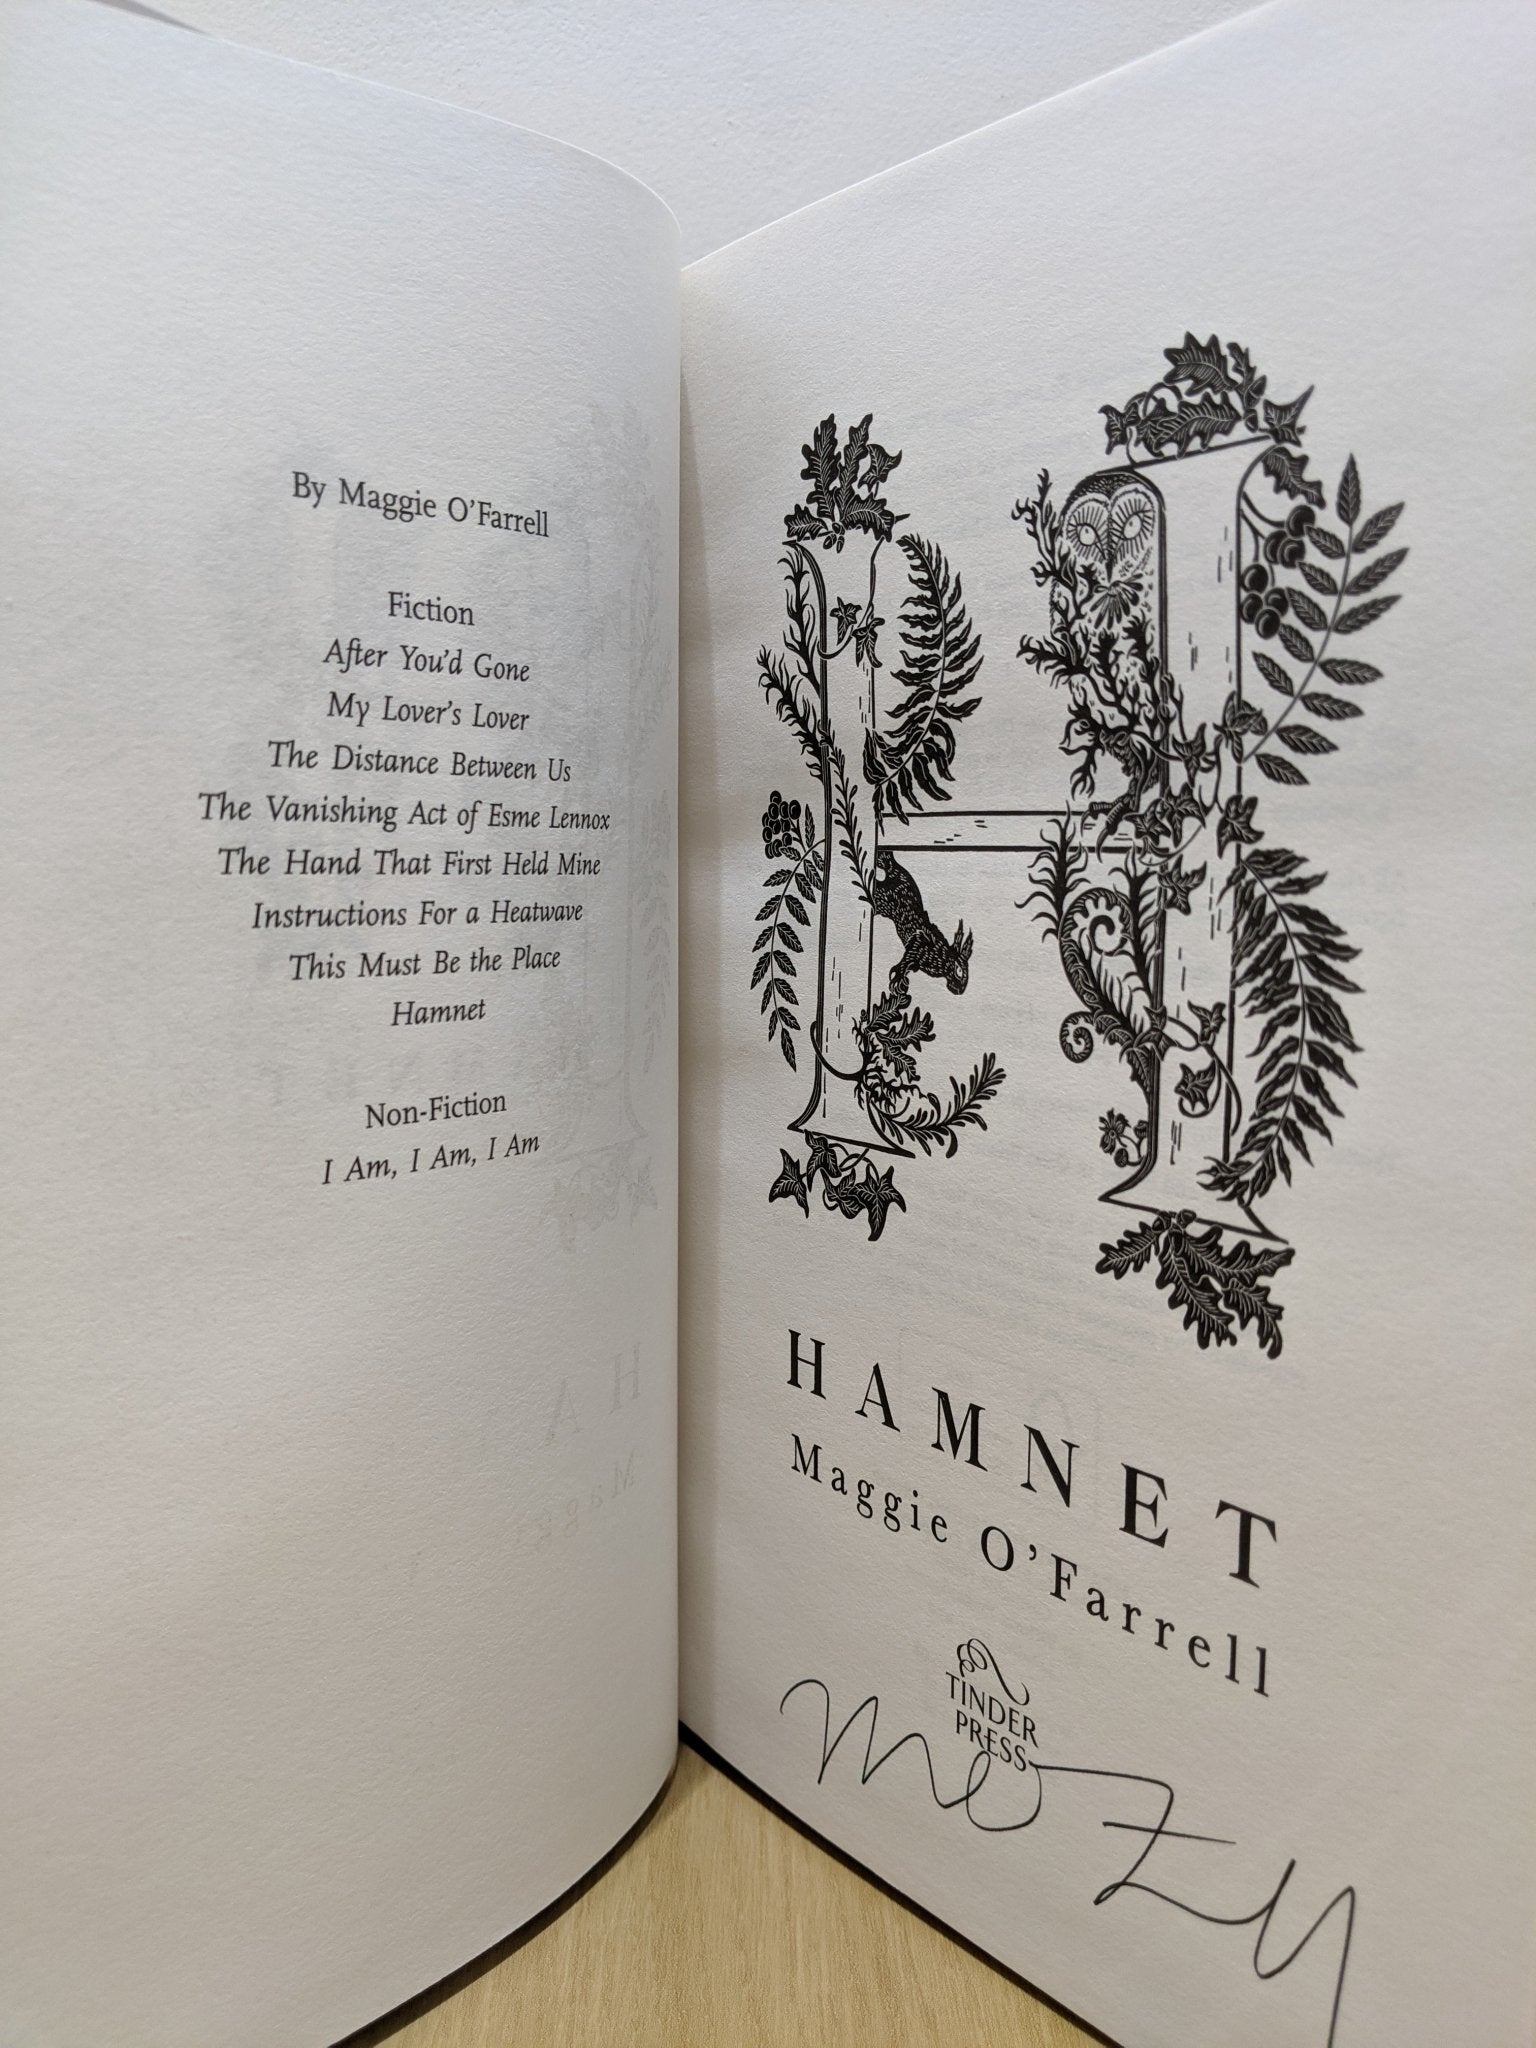 By Maggie O'Farrell
Fiction
After You'd Gone
My Lover's Lover
The Distance Between Us
The Vanishing Act of Esme Lennox
The Hand That First Held Mine
Instructions For a Heatwave
This Must Be the Place
Hamnet
Non-Fiction
I Am, I Am, I Am
H
HAMNET
Maggie O'Farrell
TINDER
PRESS